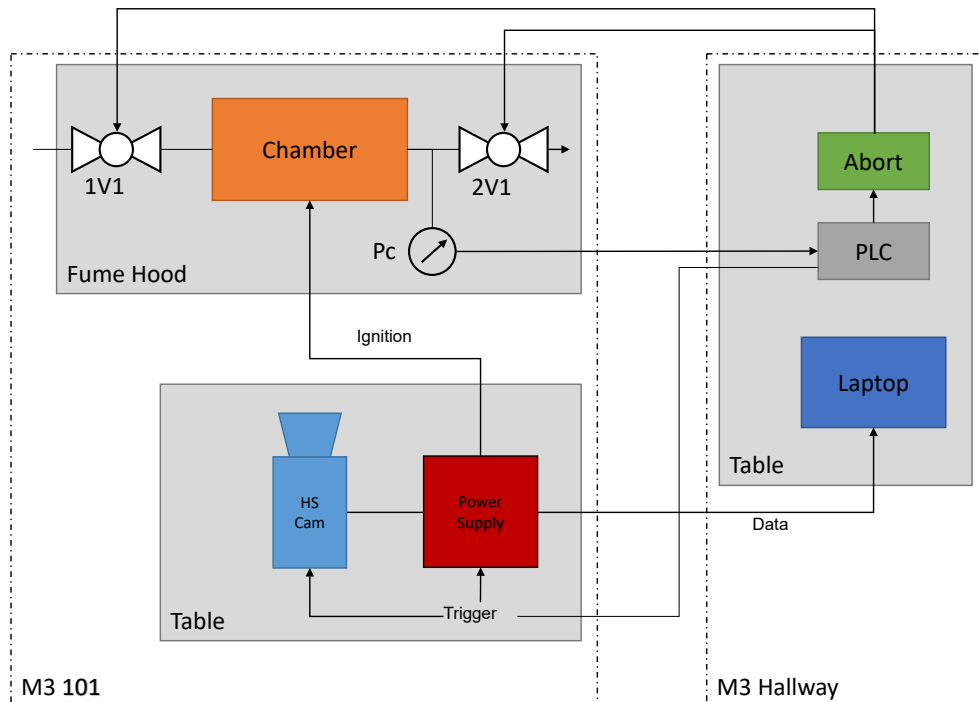 Chamber
1V1
2V1
Pc
Fume Hood
Abort
PLC
Ignition
Laptop
Table
HS
Cam
Power
Supply
Data
Trigger
Table
M3 101
M3 Hallway